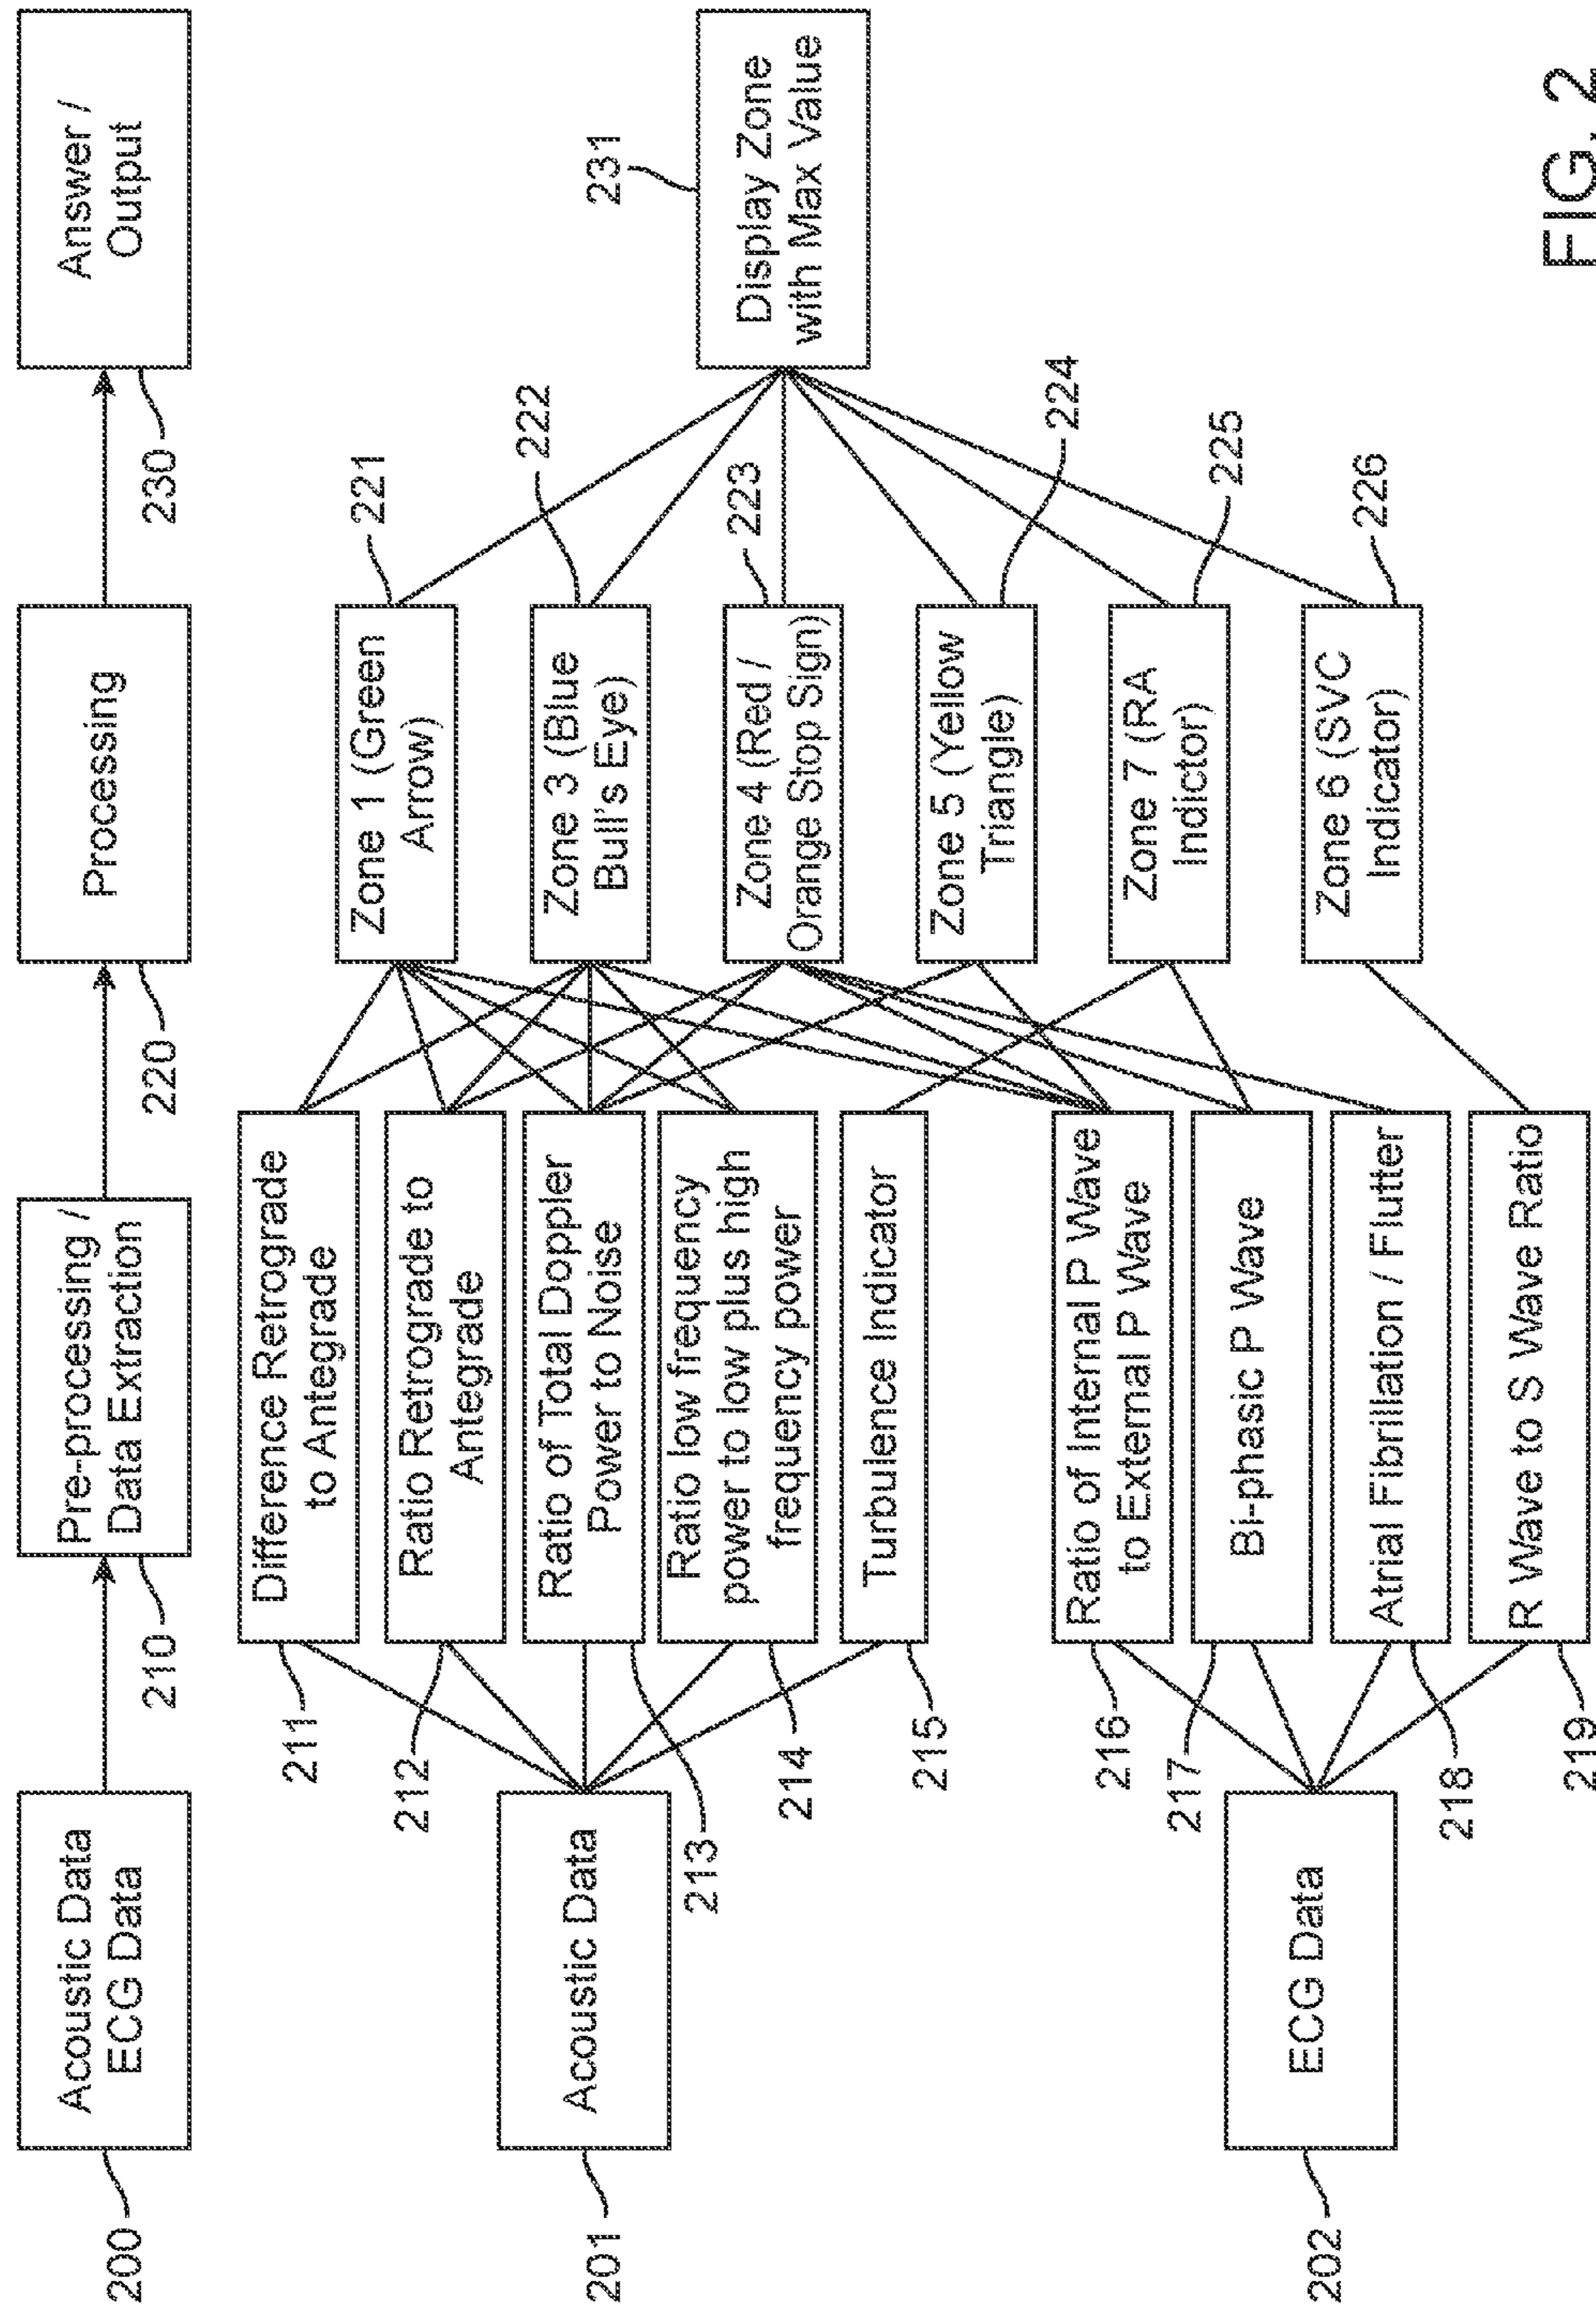 Acoustic Data
ECG Data
200
Pre-processing /
Data Extraction
210
Processing
220
Answer /
Output
230
Acoustic Data
201
ECG Data
202
211
Difference Retrograde
to Antegrade
212
Ratio Retrograde to
Antegrade
213
Ratio of Total Doppler
Power to Noise
214
Ratio low frequency
power to low plus high
frequency power
215
Turbulence Indicator
216
Ratio of Internal P Wave
to External P Wave
217
Bi-phasic P Wave
218
Atrial Fibrillation / Flutter
219
R Wave to S Wave Ratio
Zone 1 (Green
Arrow)
221
Zone 3 (Blue
Bull's Eye)
222
Zone 4 (Red /
Orange Stop Sign)
223
Zone 5 (Yellow
Triangle)
224
Zone 7 (RA
Indictor)
225
Zone 6 (SVC
Indicator)
226
231
Display Zone
with Max Value
FIG. 2